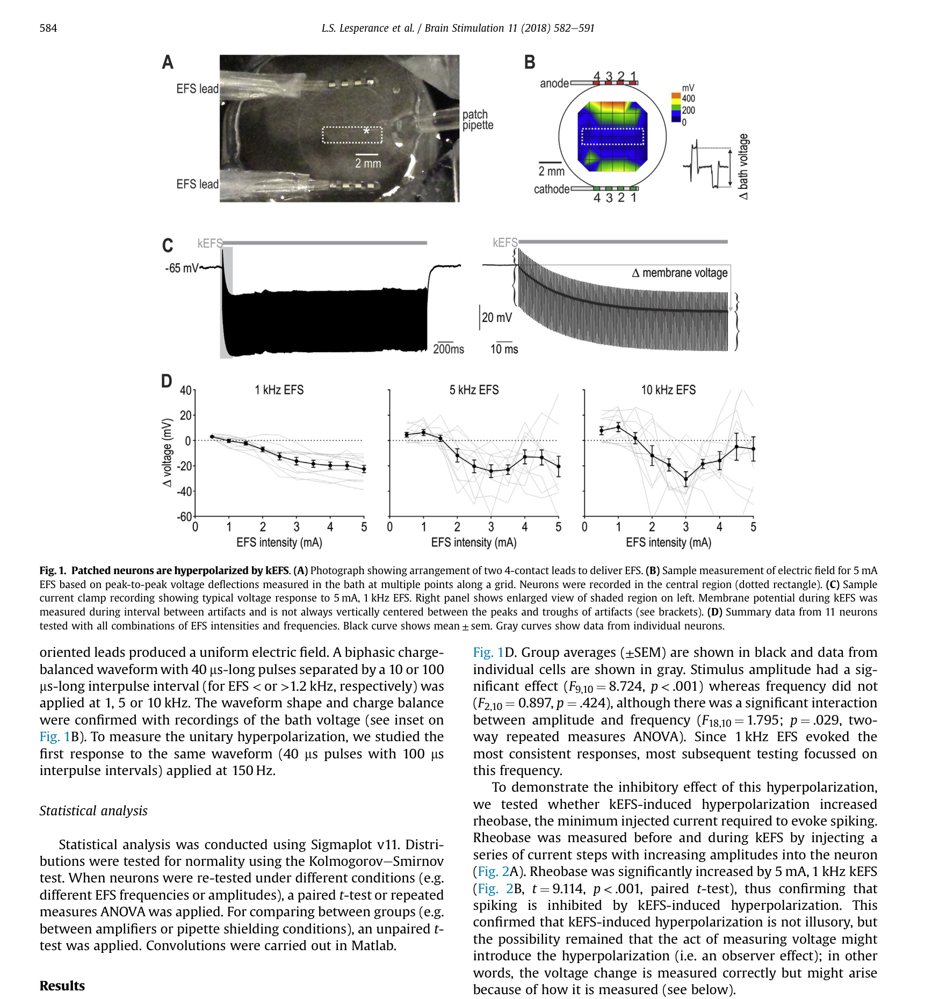 584
L.S. Lesperance et al. / Brain Stimulation 11 (2018) 582–591
A
EFS lead
EFS lead
patch
pipette
*
2 mm
B
anode
4 3 2 1
mV
400
200
0
2 mm
cathode
4 3 2 1
Δ bath voltage
C
kEFS
-65 mV
200ms
kEFS
Δ membrane voltage
20 mV
10 ms
D
1 kHz EFS
5 kHz EFS
10 kHz EFS
Δ voltage (mV)
40
20
0
-20
-40
-60
0 1 2 3 4 5
0 1 2 3 4 5
0 1 2 3 4 5
EFS intensity (mA)
EFS intensity (mA)
EFS intensity (mA)
Fig. 1. Patched neurons are hyperpolarized by kEFS. (A) Photograph showing arrangement of two 4-contact leads to deliver EFS. (B) Sample measurement of electric field for 5 mA
EFS based on peak-to-peak voltage deflections measured in the bath at multiple points along a grid. Neurons were recorded in the central region (dotted rectangle). (C) Sample
current clamp recording showing typical voltage response to 5 mA, 1 kHz EFS. Right panel shows enlarged view of shaded region on left. Membrane potential during kEFS was
measured during interval between artifacts and is not always vertically centered between the peaks and troughs of artifacts (see brackets). (D) Summary data from 11 neurons
tested with all combinations of EFS intensities and frequencies. Black curve shows mean ± sem. Gray curves show data from individual neurons.
oriented leads produced a uniform electric field. A biphasic charge-
balanced waveform with 40 μs-long pulses separated by a 10 or 100
μs-long interpulse interval (for EFS < or >1.2 kHz, respectively) was
applied at 1, 5 or 10 kHz. The waveform shape and charge balance
were confirmed with recordings of the bath voltage (see inset on
Fig. 1B). To measure the unitary hyperpolarization, we studied the
first response to the same waveform (40 μs pulses with 100 μs
interpulse intervals) applied at 150 Hz.
Statistical analysis
Statistical analysis was conducted using Sigmaplot v11. Distri-
butions were tested for normality using the Kolmogorov–Smirnov
test. When neurons were re-tested under different conditions (e.g.
different EFS frequencies or amplitudes), a paired t-test or repeated
measures ANOVA was applied. For comparing between groups (e.g.
between amplifiers or pipette shielding conditions), an unpaired t-
test was applied. Convolutions were carried out in Matlab.
Results
Fig. 1D. Group averages (±SEM) are shown in black and data from
individual cells are shown in gray. Stimulus amplitude had a sig-
nificant effect (F9,10 = 8.724, p < .001) whereas frequency did not
(F2,10 = 0.897, p = .424), although there was a significant interaction
between amplitude and frequency (F18,10 = 1.795; p = .029, two-
way repeated measures ANOVA). Since 1 kHz EFS evoked the
most consistent responses, most subsequent testing focussed on
this frequency.
To demonstrate the inhibitory effect of this hyperpolarization,
we tested whether kEFS-induced hyperpolarization increased
rheobase, the minimum injected current required to evoke spiking.
Rheobase was measured before and during kEFS by injecting a
series of current steps with increasing amplitudes into the neuron
(Fig. 2A). Rheobase was significantly increased by 5 mA, 1 kHz kEFS
(Fig. 2B, t = 9.114, p < .001, paired t-test), thus confirming that
spiking is inhibited by kEFS-induced hyperpolarization. This
confirmed that kEFS-induced hyperpolarization is not illusory, but
the possibility remained that the act of measuring voltage might
introduce the hyperpolarization (i.e. an observer effect); in other
words, the voltage change is measured correctly but might arise
because of how it is measured (see below).